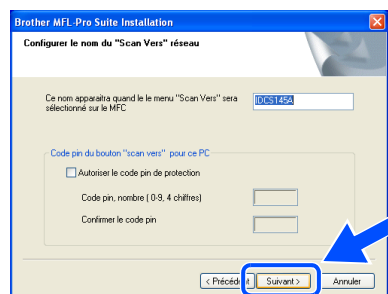 Brother MFL-Pro Suite Installation
Configurer le nom du "Scan Vers" réseau
Ce nom apparaitra quand le le menu "Scan Vers" sera
sélectionné sur le MFC
IDCS145A
Code pin du bouton "scan vers" pour ce PC
Autoriser le code pin de protection
Code pin, nombre ( 0-9, 4 chiffres)
Confirmer le code pin
< Précédent Suivant > Annuler